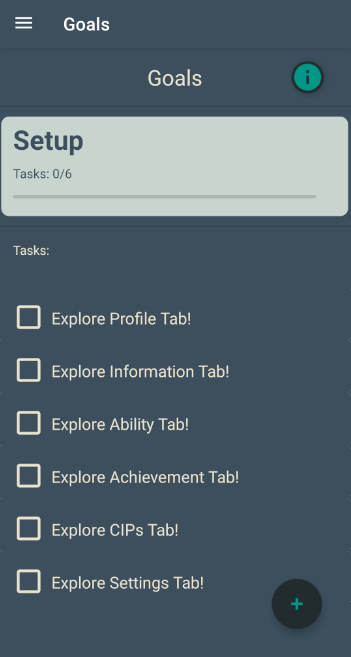 Goals
Goals
Setup
Tasks: 0/6
Tasks:
Explore Profile Tab!
Explore Information Tab!
Explore Ability Tab!
Explore Achievement Tab!
Explore CIPs Tab!
Explore Settings Tab!